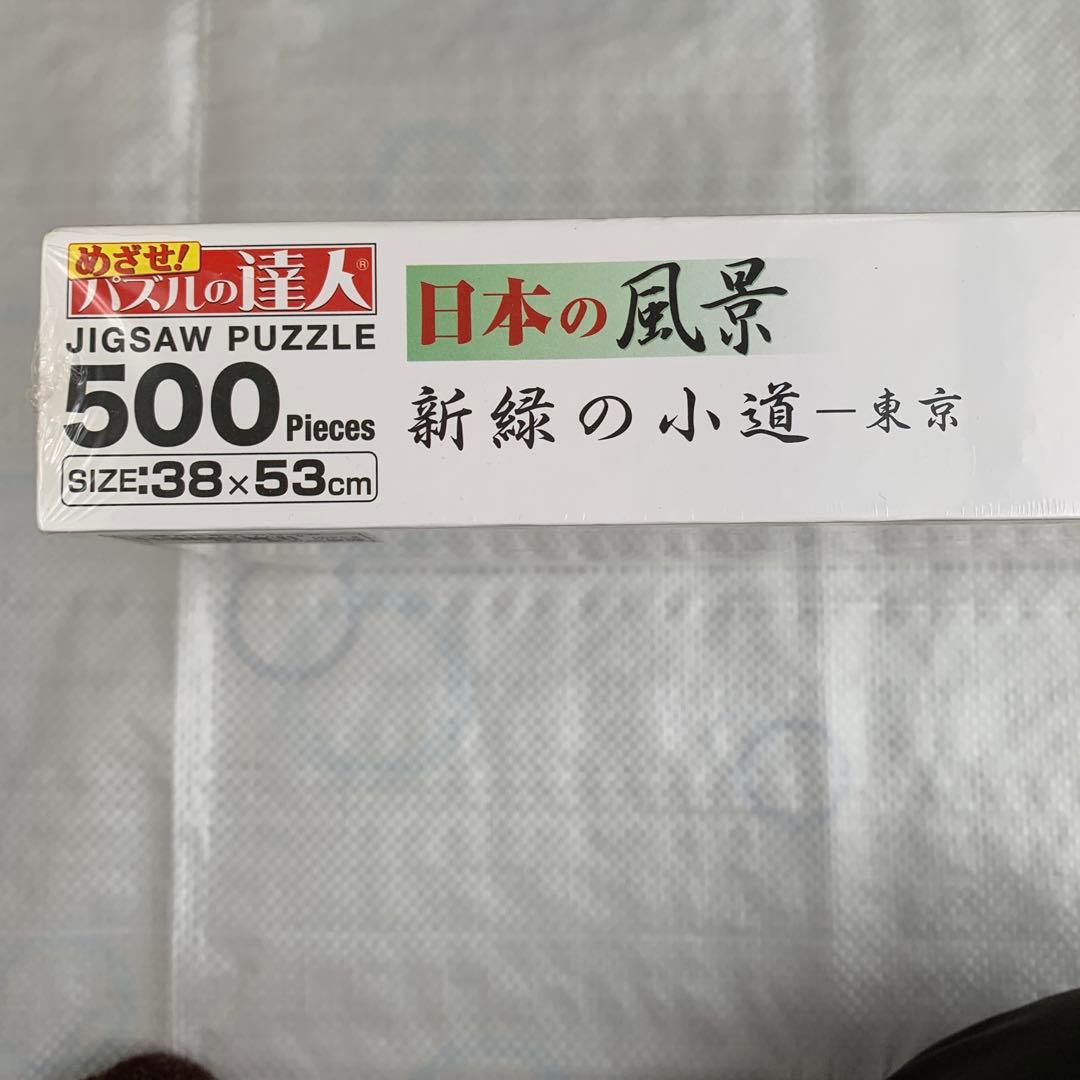 めざせ!
パズルの達人®
JIGSAW PUZZLE
500 Pieces
SIZE:38×53cm
日本の風景
新緑の小道－東京